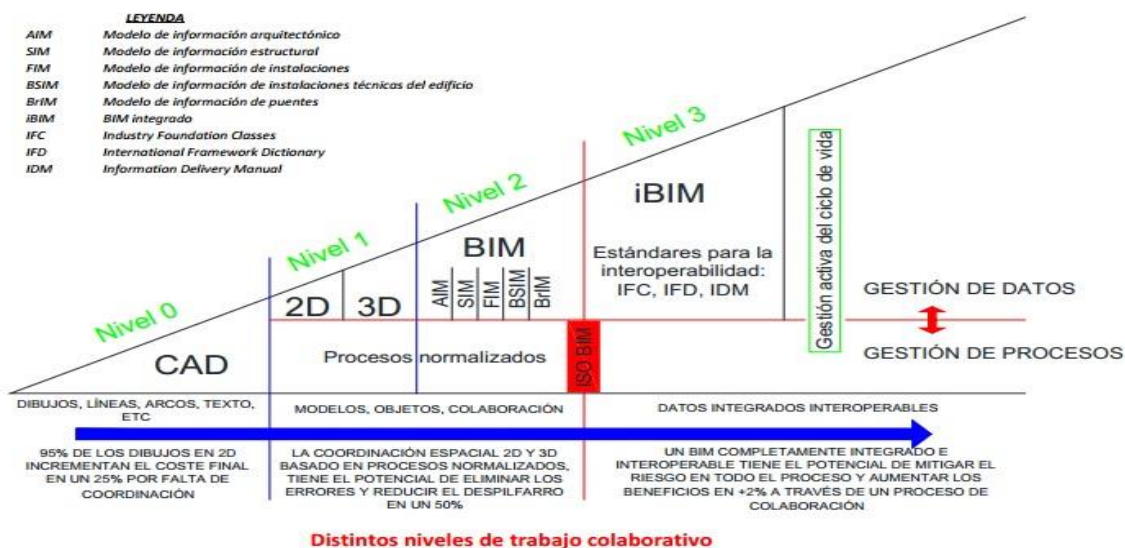 LEYENDA
AIM Modelo de información arquitectónico
SIM Modelo de información estructural
FIM Modelo de información de instalaciones
BSIM Modelo de información de instalaciones técnicas del edificio
BrIM Modelo de información de puentes
iBIM BIM integrado
IFC Industry Foundation Classes
IFD International Framework Dictionary
IDM Information Delivery Manual
Nivel 0
Nivel 1
Nivel 2
Nivel 3
CAD
2D
3D
BIM
AIM
SIM
FIM
BSIM
BrIM
iBIM
Estándares para la
interoperabilidad:
IFC, IFD, IDM
Procesos normalizados
ISO BIM
Gestión activa del ciclo de vida
GESTIÓN DE DATOS
GESTIÓN DE PROCESOS
DIBUJOS, LÍNEAS, ARCOS, TEXTO,
ETC
MODELOS, OBJETOS, COLABORACIÓN
DATOS INTEGRADOS INTEROPERABLES
95% DE LOS DIBUJOS EN 2D
INCREMENTAN EL COSTE FINAL
EN UN 25% POR FALTA DE
COORDINACIÓN
LA COORDINACIÓN ESPACIAL 2D Y 3D
BASADO EN PROCESOS NORMALIZADOS,
TIENE EL POTENCIAL DE ELIMINAR LOS
ERRORES Y REDUCIR EL DESPILFARRO
EN UN 50%
UN BIM COMPLETAMENTE INTEGRADO E
INTEROPERABLE TIENE EL POTENCIAL DE MITIGAR EL
RIESGO EN TODO EL PROCESO Y AUMENTAR LOS
BENEFICIOS EN +2% A TRAVÉS DE UN PROCESO DE
COLABORACIÓN
Distintos niveles de trabajo colaborativo